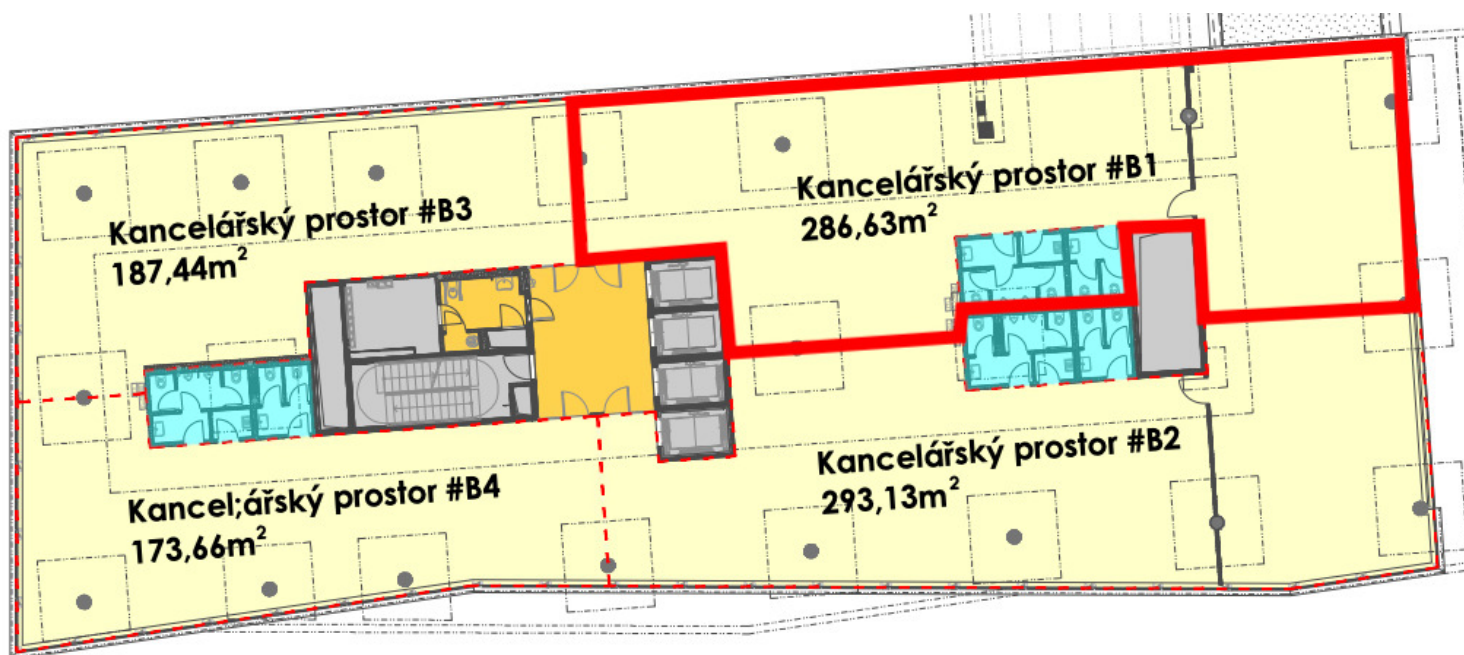 Kancelářský prostor #B1
286,63m²
Kancelářský prostor #B3
187,44m²
Kancelářský prostor #B2
293,13m²
Kancel;ářský prostor #B4
173,66m²